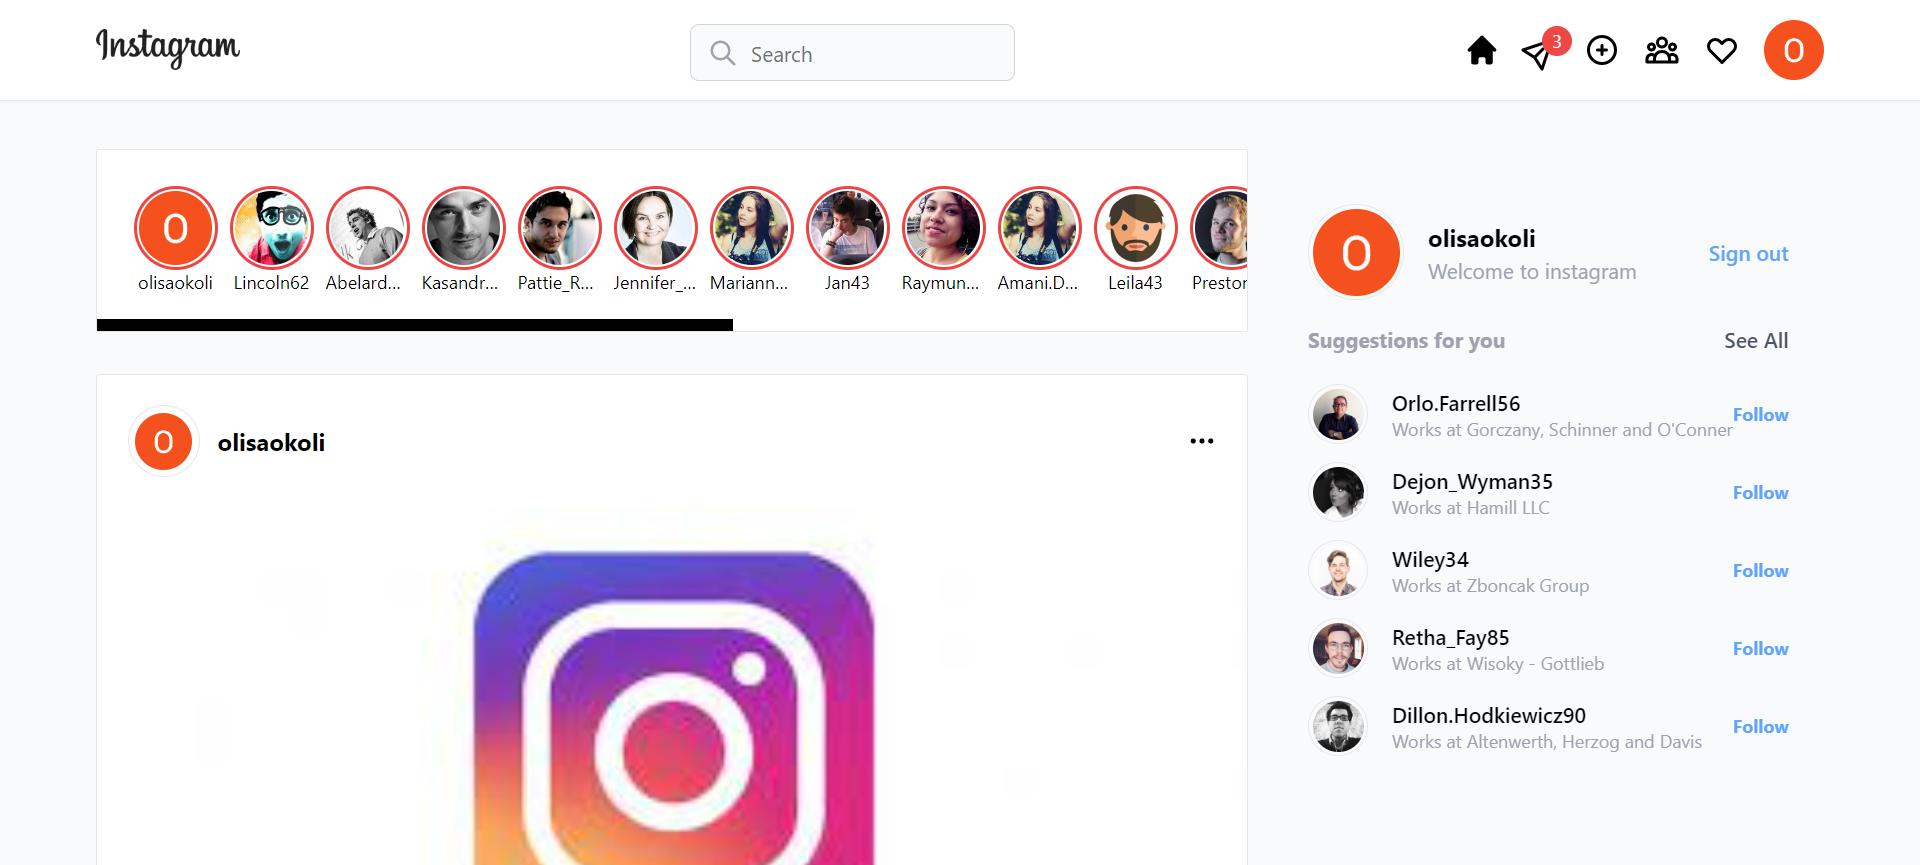 Instagram
Search
3
O
O
olisaokoli
Lincoln62
Abelard...
Kasandr...
Pattie_R...
Jennifer_...
Mariann...
Jan43
Raymun...
Amani.D...
Leila43
Preston
O
olisaokoli
Welcome to instagram
Sign out
Suggestions for you
See All
Orlo.Farrell56
Works at Gorczany, Schinner and O'Conner
Follow
Dejon_Wyman35
Works at Hamill LLC
Follow
Wiley34
Works at Zboncak Group
Follow
Retha_Fay85
Works at Wisoky - Gottlieb
Follow
Dillon.Hodkiewicz90
Works at Altenwerth, Herzog and Davis
Follow
O
olisaokoli